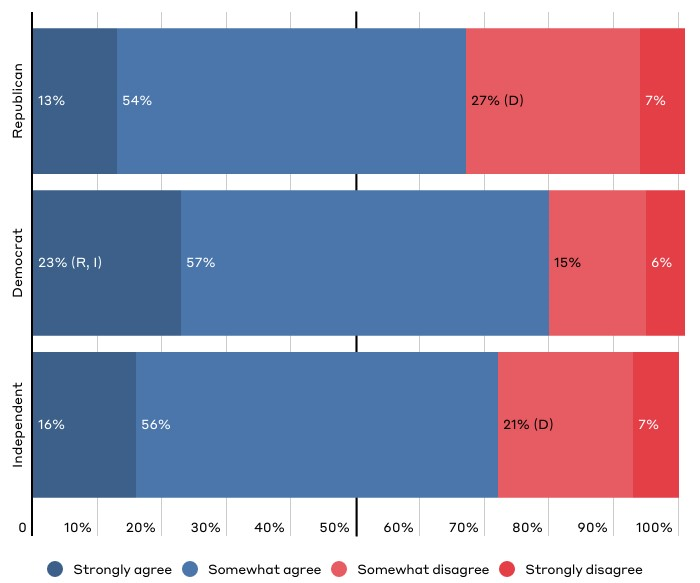 Republican
13%
54%
27% (D)
7%
Democrat
23% (R, I)
57%
15%
6%
Independent
16%
56%
21% (D)
7%
0 10% 20% 30% 40% 50% 60% 70% 80% 90% 100%
Strongly agree Somewhat agree Somewhat disagree Strongly disagree